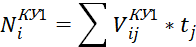 N_i^{КУ1} = ∑ V_{ij}^{КУ1} * t_j